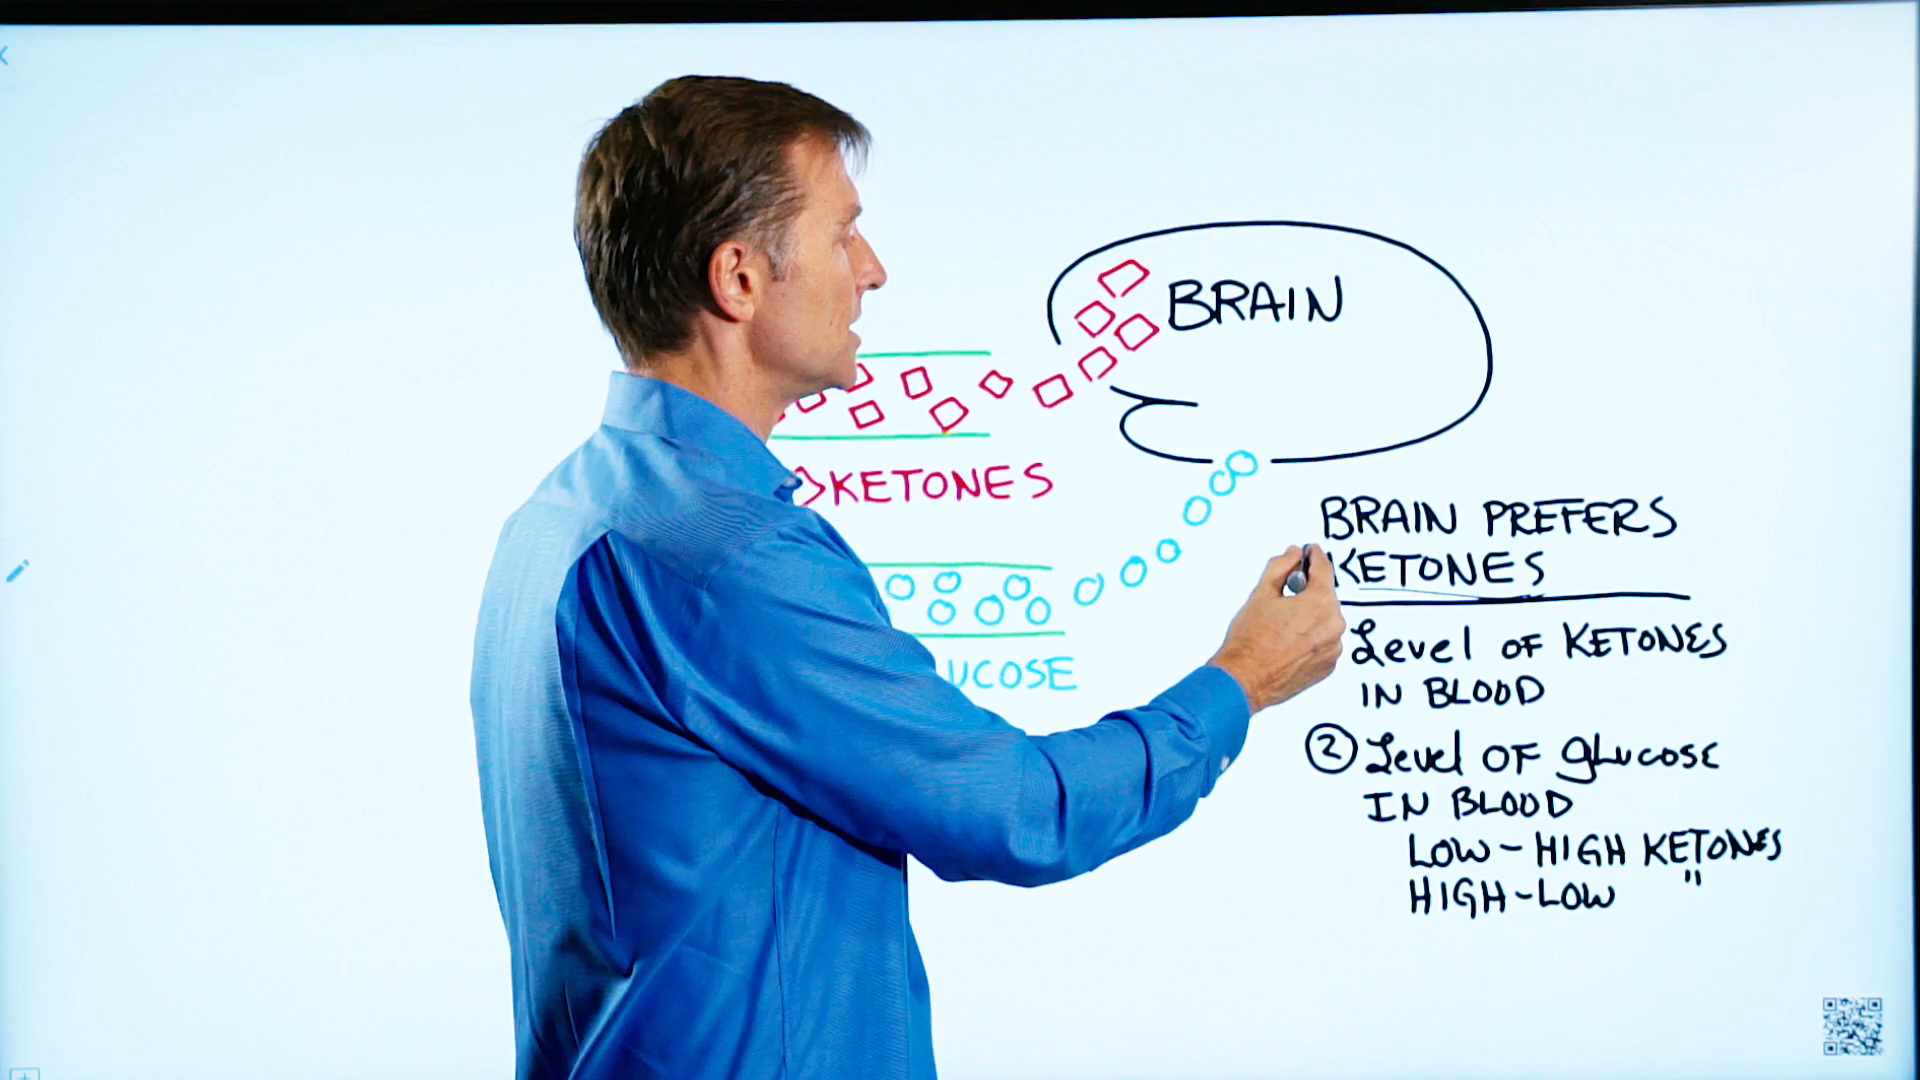 BRAIN
KETONES
UCOSE
BRAIN PREFERS
KETONES
Level OF KETONES
IN BLOOD
② Level OF GLUCOSE
IN BLOOD
LOW - HIGH KETONES
HIGH - LOW "